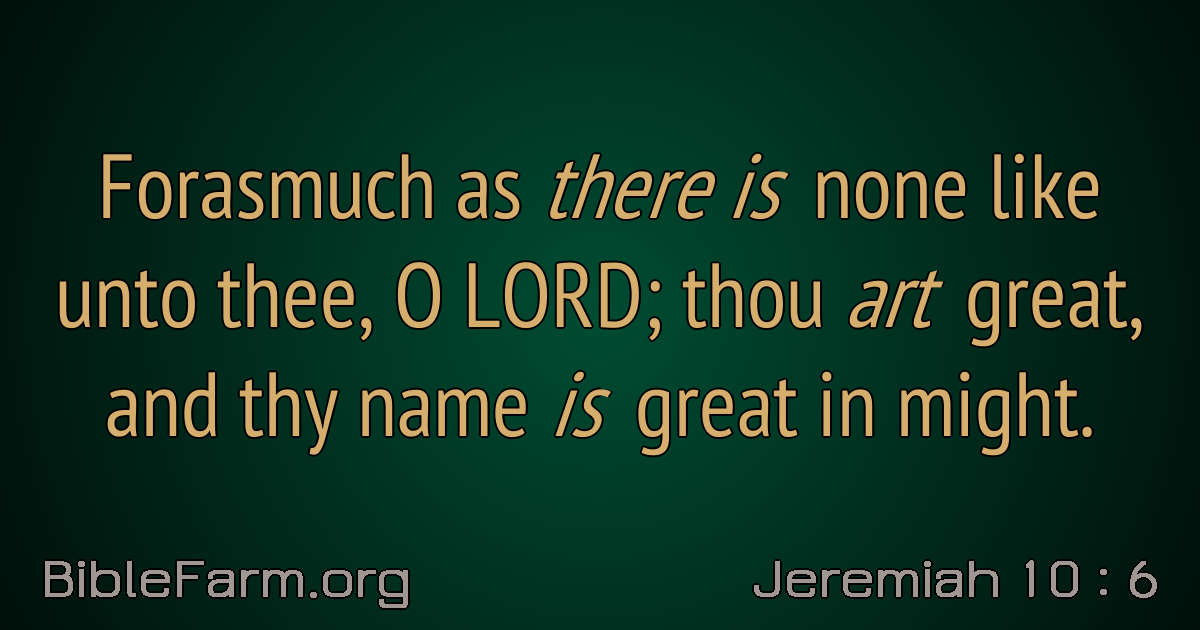 Forasmuch as there is none like
unto thee, O LORD; thou art great,
and thy name is great in might.
BibleFarm.org
Jeremiah 10 : 6